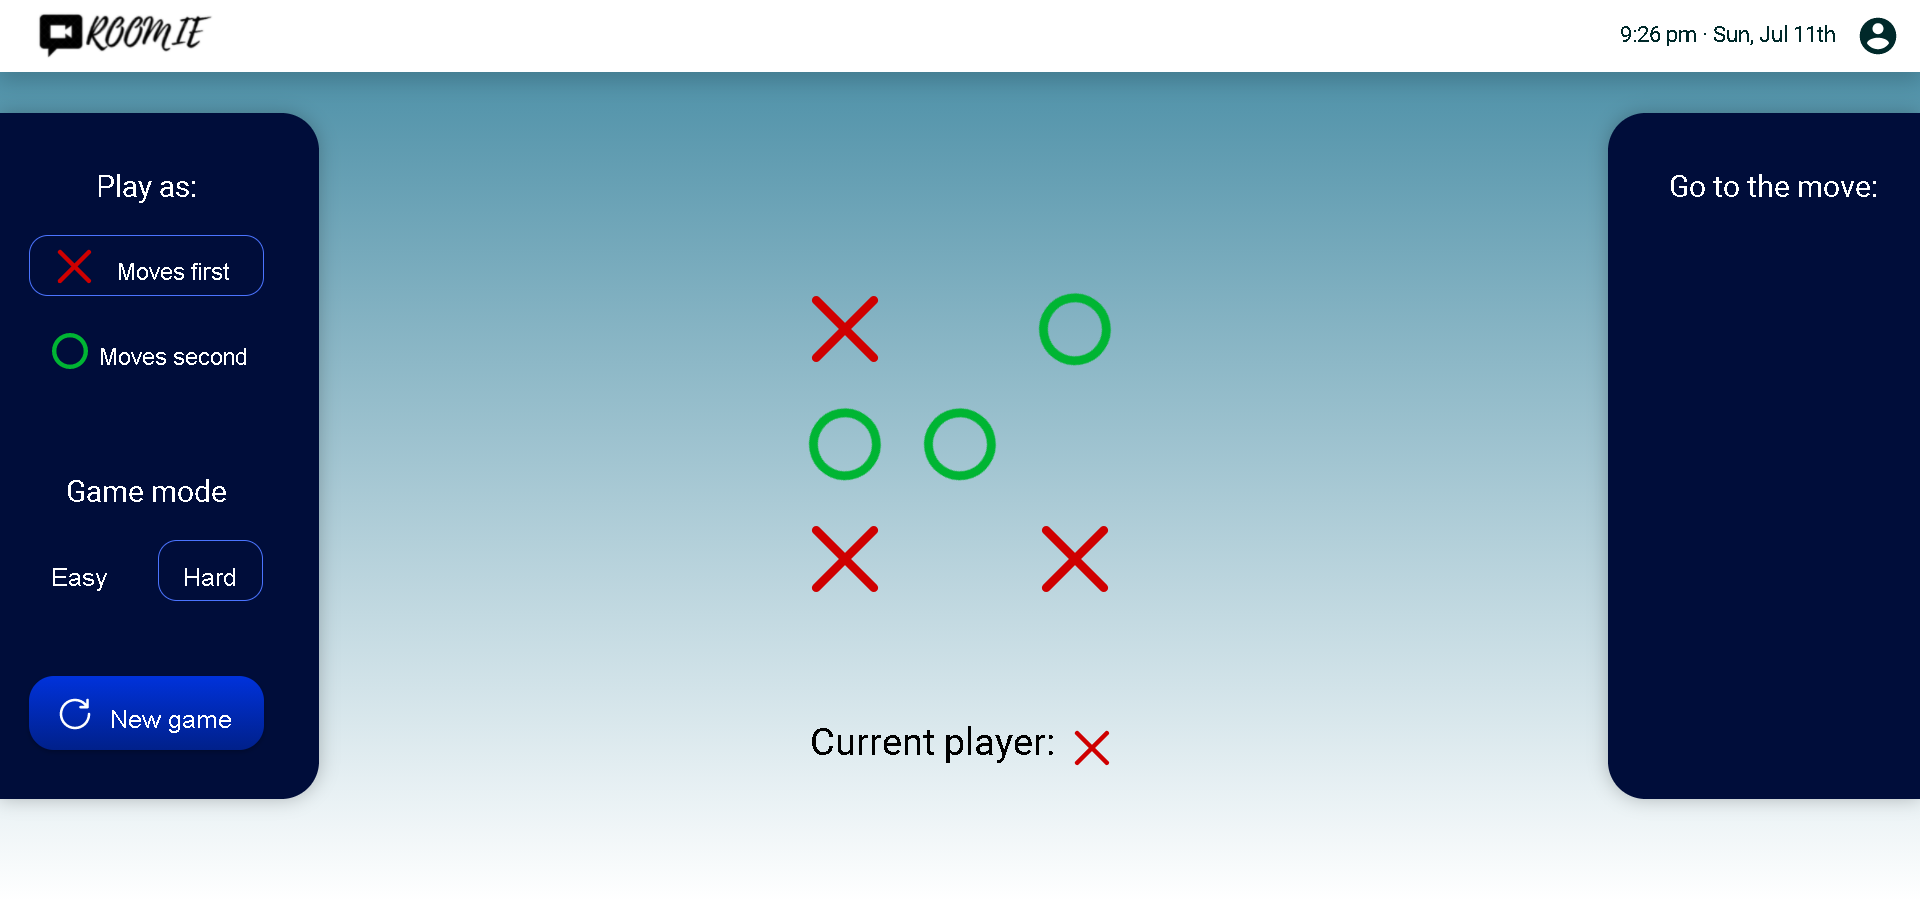 ROOMIE
9:26 pm · Sun, Jul 11th
Play as:
Moves first
Moves second
Game mode
Easy
Hard
New game
Current player:
Go to the move: